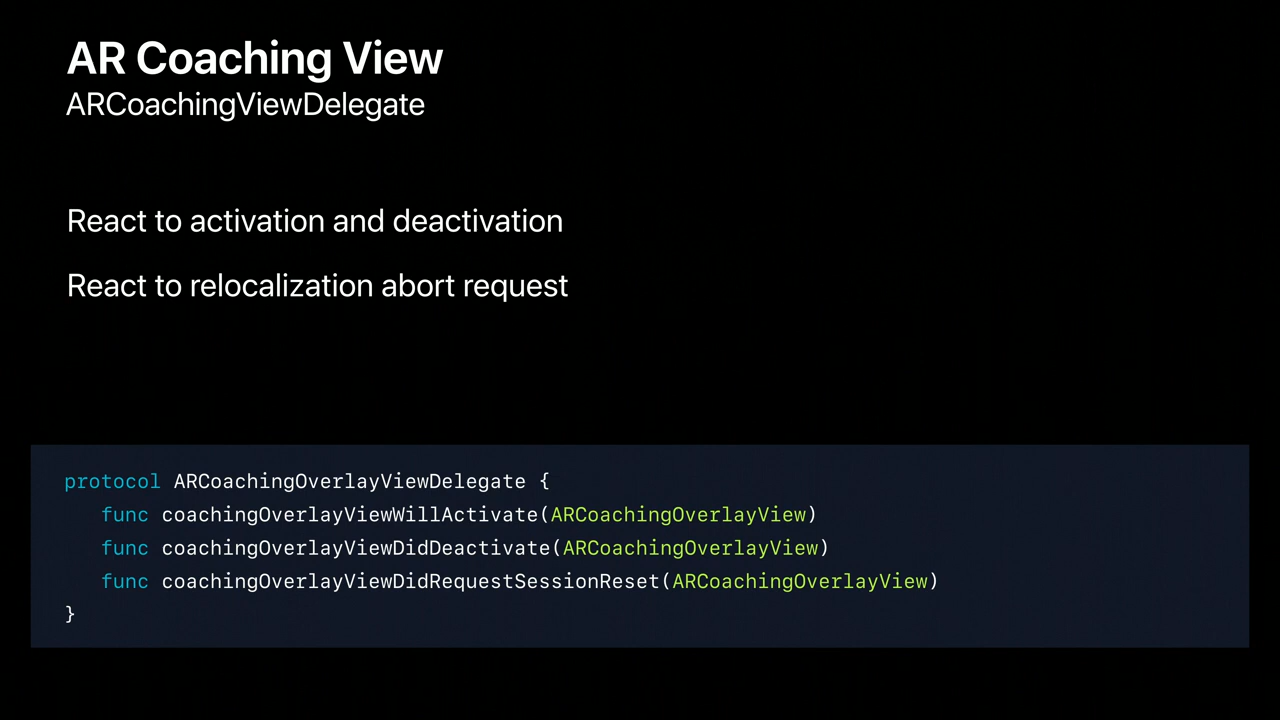 AR Coaching View
ARCoachingViewDelegate
React to activation and deactivation
React to relocalization abort request
protocol ARCoachingOverlayViewDelegate {
func coachingOverlayViewWillActivate(ARCoachingOverlayView)
func coachingOverlayViewDidDeactivate(ARCoachingOverlayView)
func coachingOverlayViewDidRequestSessionReset(ARCoachingOverlayView)
}